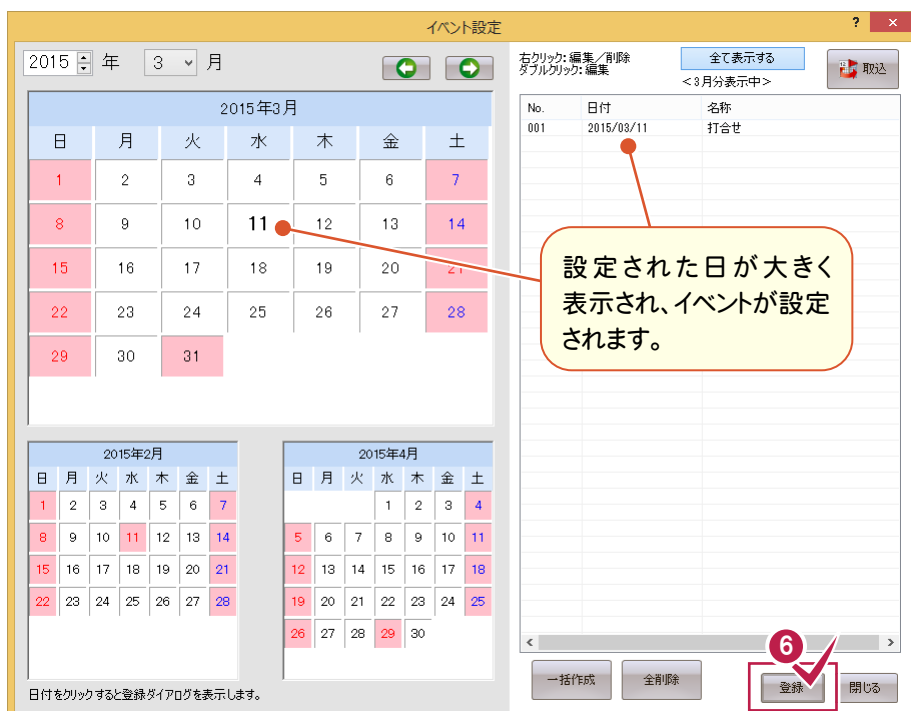 イベント設定
? ×
2015 年 3 月
2015年3月
日 月 火 水 木 金 土
1 2 3 4 5 6 7
8 9 10 11 12 13 14
15 16 17 18 19 20 21
22 23 24 25 26 27 28
29 30 31
2015年2月
日 月 火 水 木 金 土
1 2 3 4 5 6 7
8 9 10 11 12 13 14
15 16 17 18 19 20 21
22 23 24 25 26 27 28
2015年4月
日 月 火 水 木 金 土
1 2 3 4
5 6 7 8 9 10 11
12 13 14 15 16 17 18
19 20 21 22 23 24 25
26 27 28 29 30
日付をクリックすると登録ダイアログを表示します。
右クリック:編集/削除
ダブルクリック:編集
全て表示する
<3月分表示中>
取込
No. 日付 名称
001 2015/03/11 打合せ
設定された日が大きく
表示され、イベントが設定
されます。
6
一括作成 全削除 登録 閉じる